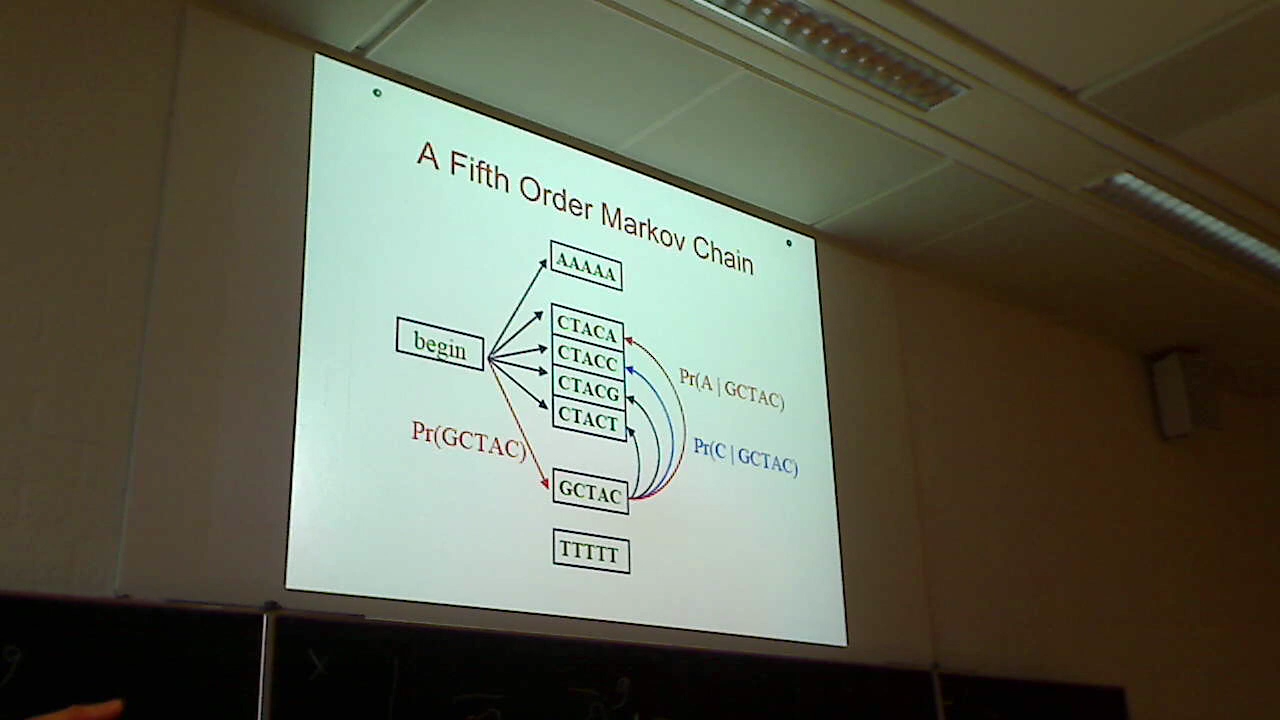 A Fifth Order Markov Chain
AAAAA
begin
CTACA
CTACC
CTACG
CTACT
Pr(A | GCTAC)
Pr(GCTAC)
Pr(C | GCTAC)
GCTAC
TTTTT